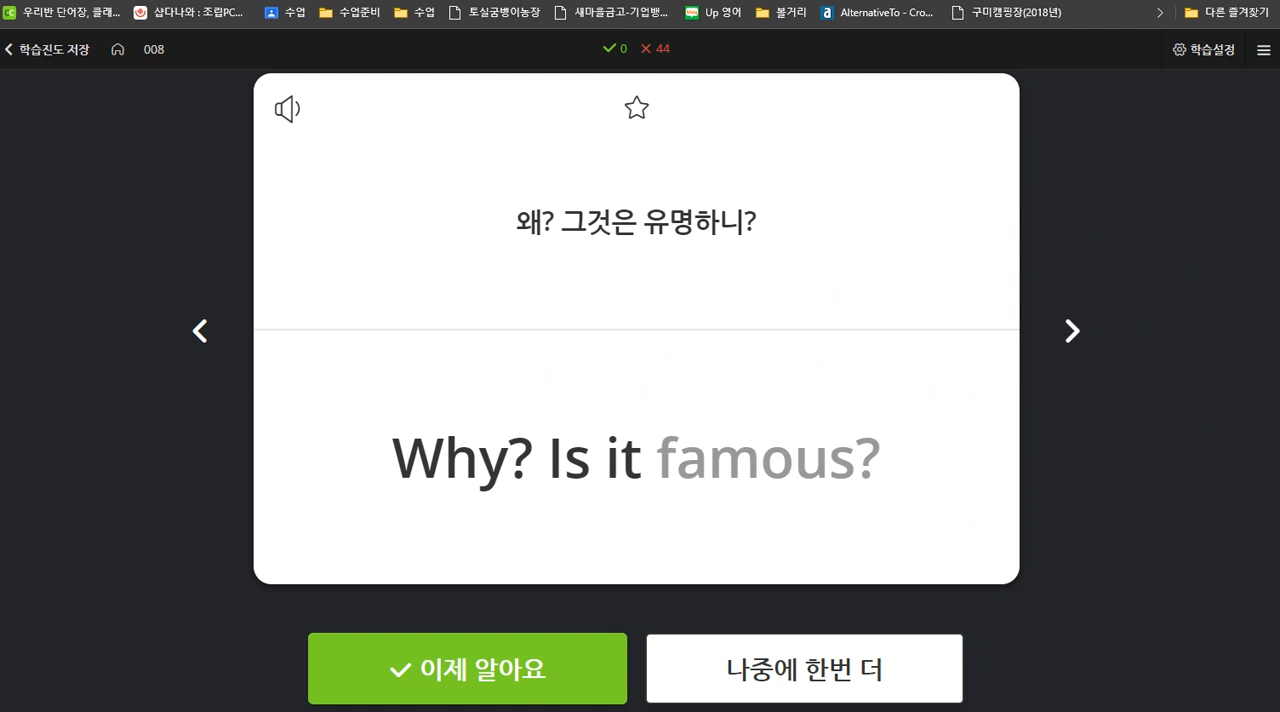 우리반 단어장, 클래... 샵다나와 : 조립PC... 수업 수업준비 수업 토실굼벵이농장 새마을금고-기업뱅... Up 영어 볼거리 AlternativeTo - Cro... 구미캠핑장(2018년) 다른 즐겨찾기
학습진도 저장 008 0 44 학습설정
왜? 그것은 유명하니?
Why? Is it famous?
이제 알아요 나중에 한번 더